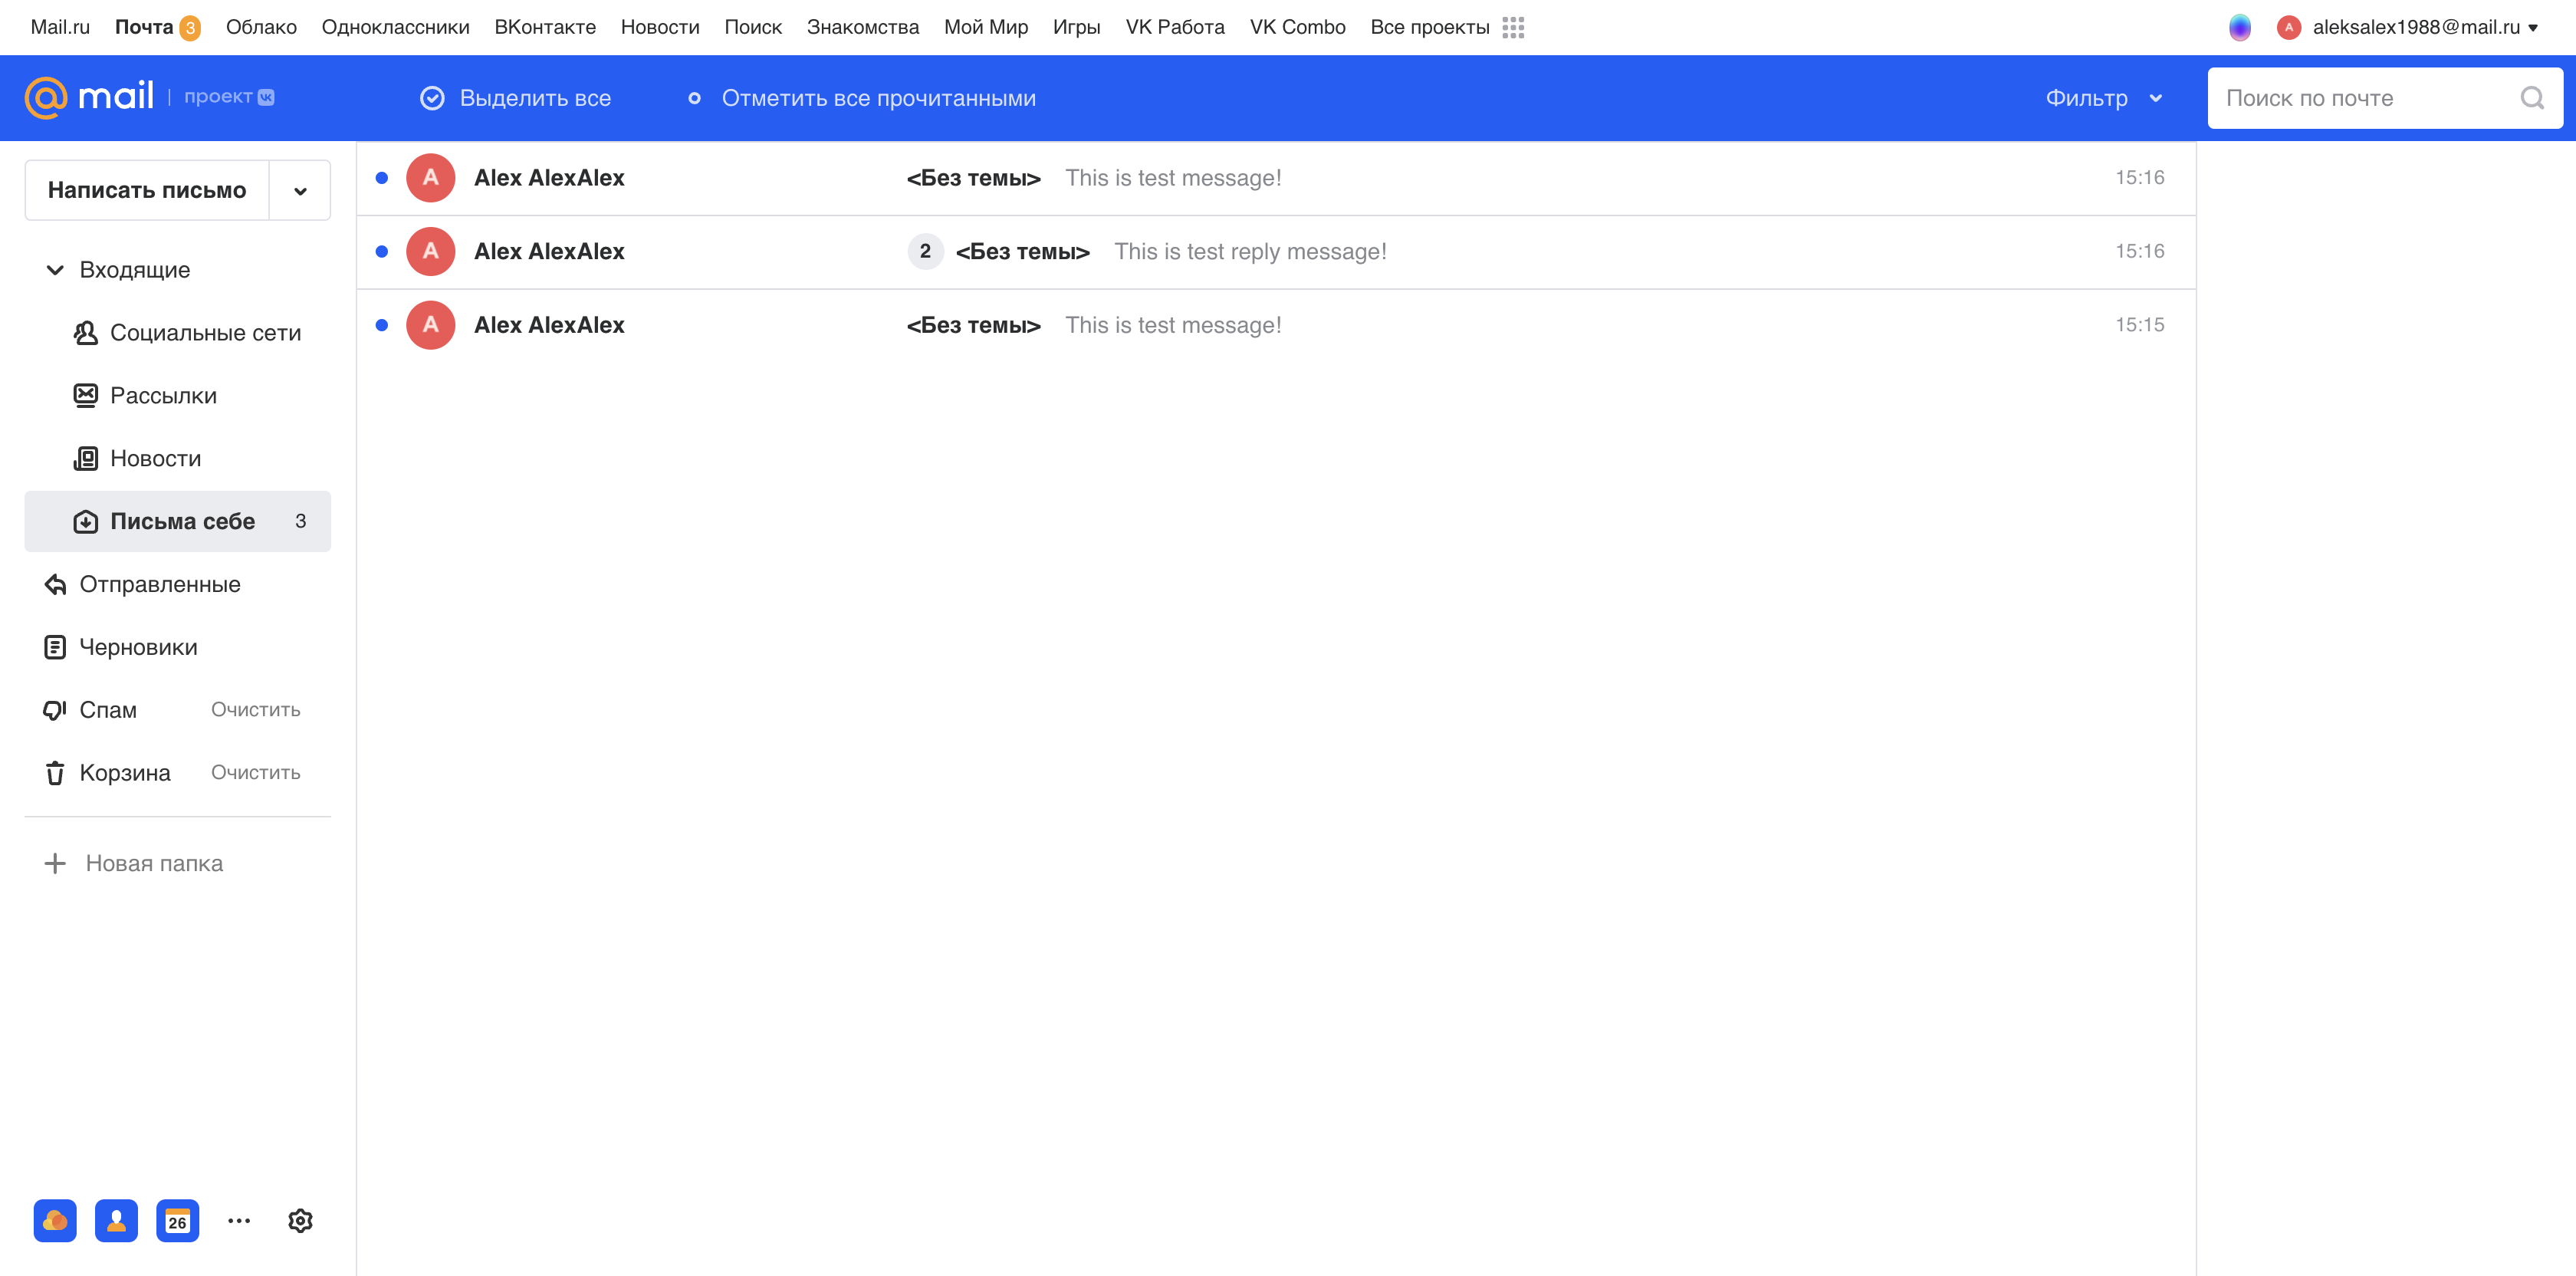 Mail.ru Почта 3 Облако Одноклассники ВКонтакте Новости Поиск Знакомства Мой Мир Игры VK Работа VK Combo Все проекты A aleksalex1988@mail.ru
@mail проект VK Выделить все Отметить все прочитанными Фильтр Поиск по почте
Написать письмо
Входящие
Социальные сети
Рассылки
Новости
Письма себе 3
Отправленные
Черновики
Спам Очистить
Корзина Очистить
Новая папка
26
A Alex AlexAlex <Без темы> This is test message! 15:16
A Alex AlexAlex 2 <Без темы> This is test reply message! 15:16
A Alex AlexAlex <Без темы> This is test message! 15:15